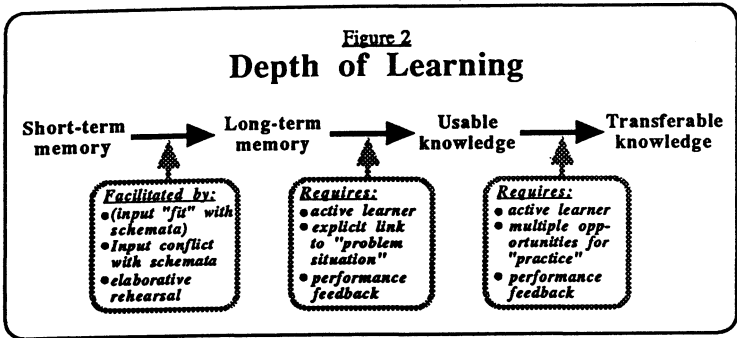 Figure 2
Depth of Learning
Short-term
memory
Long-term
memory
Usable
knowledge
Transferable
knowledge
Facilitated by:
•(input "fit" with
schemata)
•Input conflict
with schemata
•elaborative
rehearsal
Requires:
•active learner
•explicit link
to "problem
situation"
•performance
feedback
Requires:
•active learner
•multiple opp-
ortunities for
"practice"
•performance
feedback